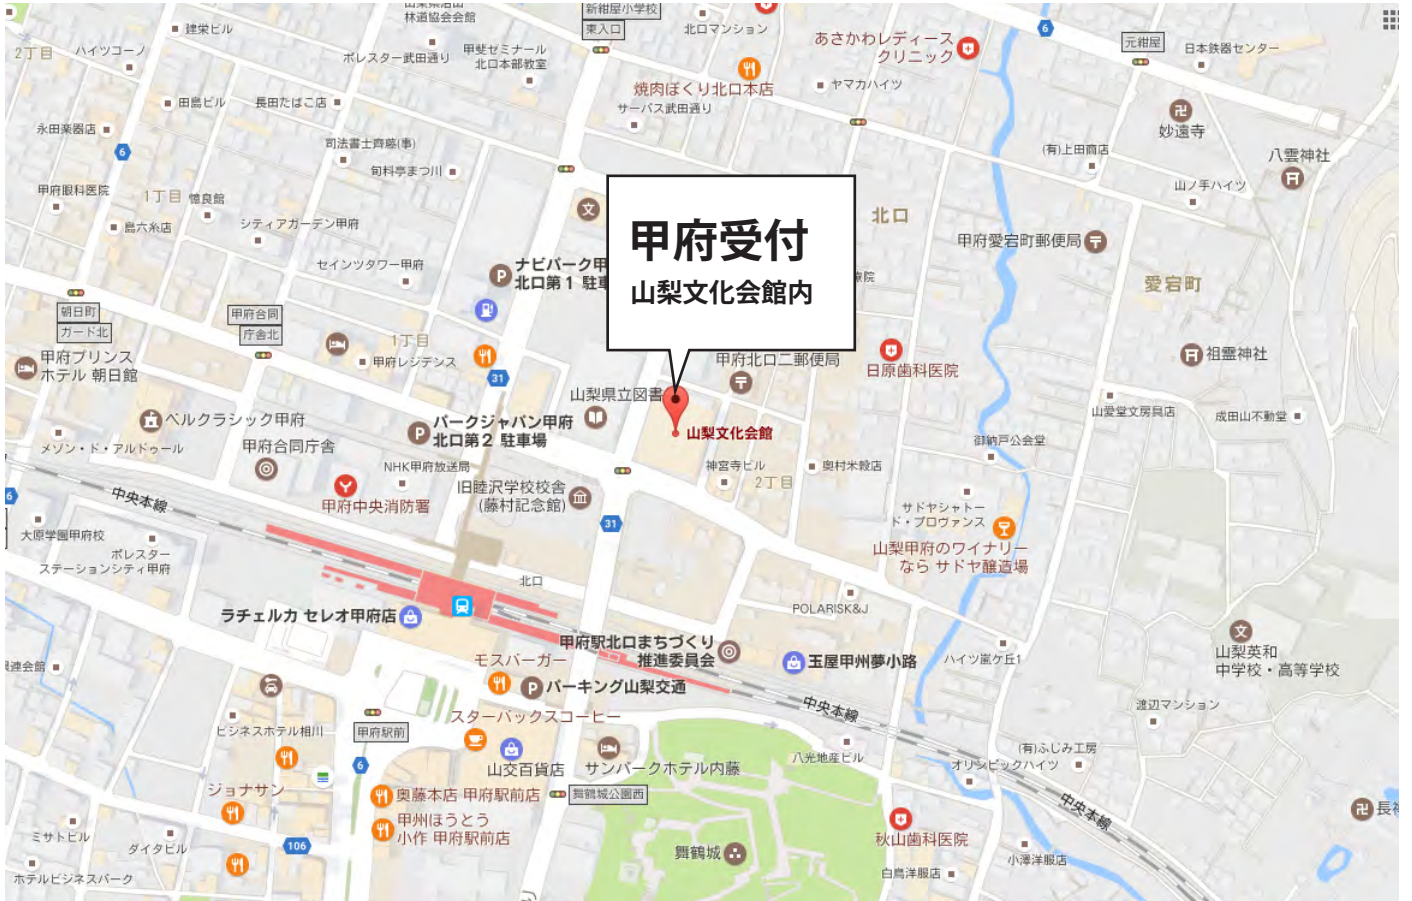 林道協会会館
新紺屋小学校
東入口
北口マンション
6
元紺屋
日本鉄器センター
建栄ビル
2丁目
ハイツコーノ
ポレスター武田通り
甲斐ゼミナール
北口本部教室
焼肉ぼくり北口本店
あさかわレディース
クリニック
ヤマカハイツ
サーパス武田通り
田島ビル
長田たばこ店
永田楽器店
6
司法書士齊藤(事)
旬料亭まつ川
妙遠寺
(有)上田商店
八雲神社
山ノ手ハイツ
甲府眼科医院
1丁目
憶良館
島六糸店
シティアガーデン甲府
セインツタワー甲府
甲府受付
山梨文化会館内
北口
甲府愛宕町郵便局
愛宕町
ナビパーク甲
北口第1 駐車
療院
朝日町
ガード北
甲府合同
庁舎北
1丁目
甲府レジデンス
31
甲府プリンス
ホテル 朝日館
甲府北口二郵便局
日原歯科医院
祖霊神社
山梨県立図書
山梨文化会館
山愛堂文房具店
成田山不動堂
ベルクラシック甲府
パークジャパン甲府
北口第2 駐車場
メゾン・ド・アルドゥール
甲府合同庁舎
NHK甲府放送局
甲府中央消防署
旧睦沢学校校舎
(藤村記念館)
神宮寺ビル
2丁目
奥村米穀店
御納戸公会堂
6
中央本線
31
サドヤシャトー
ド・プロヴァンス
山梨甲府のワイナリー
なら サドヤ醸造場
大原学園甲府校
ポレスター
ステーションシティ甲府
北口
POLARISK&J
ラチェルカ セレオ甲府店
甲府駅北口まちづくり
推進委員会
玉屋甲州夢小路
ハイツ嵐ケ丘1
山梨英和
中学校・高等学校
連会館
モスバーガー
パーキング山梨交通
中央本線
渡辺マンション
スターバックスコーヒー
ビジネスホテル相川
甲府駅前
山交百貨店
サンパークホテル内藤
八光地産ビル
(有)ふじみ工房
オリンピックハイツ
6
ジョナサン
奥藤本店 甲府駅前店
舞鶴城公園西
中央本線
甲州ほうとう
小作 甲府駅前店
長禅
ミサトビル
ダイタビル
106
舞鶴城
秋山歯科医院
小澤洋服店
ホテルビジネスパーク
白鳥洋服店